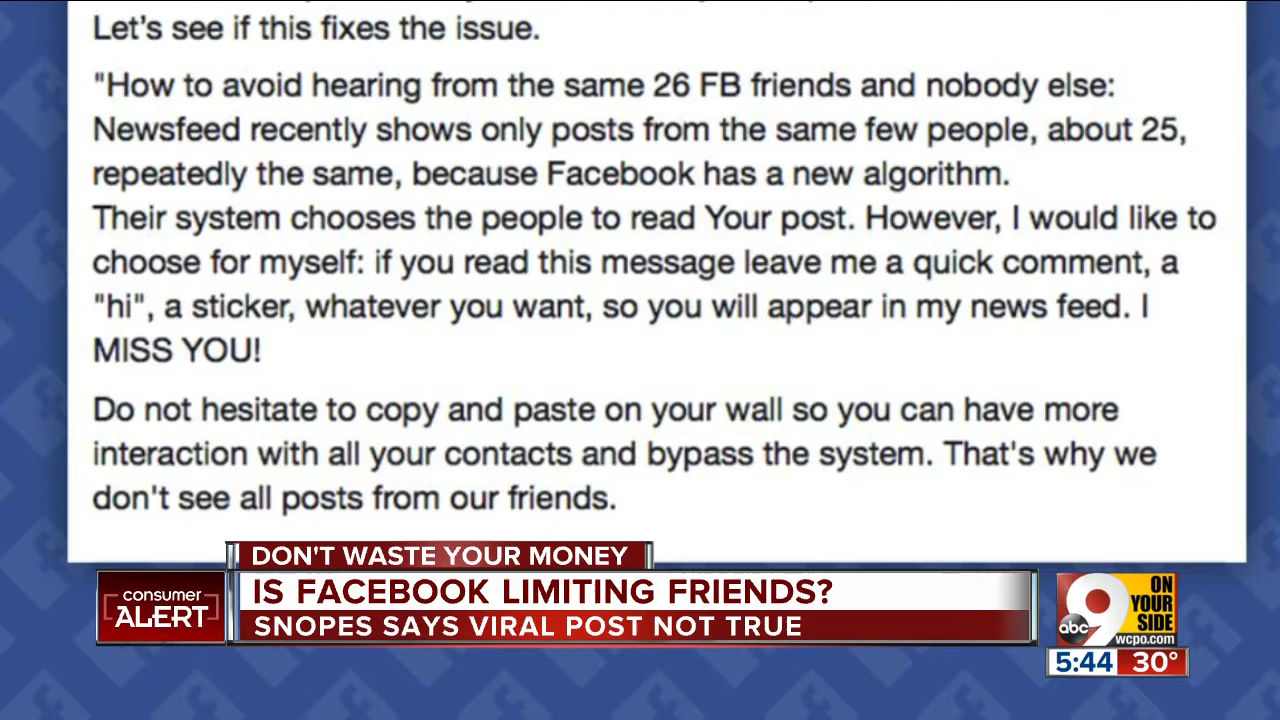 Let's see if this fixes the issue.
"How to avoid hearing from the same 26 FB friends and nobody else:
Newsfeed recently shows only posts from the same few people, about 25,
repeatedly the same, because Facebook has a new algorithm.
Their system chooses the people to read Your post. However, I would like to
choose for myself: if you read this message leave me a quick comment, a
"hi", a sticker, whatever you want, so you will appear in my news feed. I
MISS YOU!
Do not hesitate to copy and paste on your wall so you can have more
interaction with all your contacts and bypass the system. That's why we
don't see all posts from our friends.
DON'T WASTE YOUR MONEY
consumer
ALERT
IS FACEBOOK LIMITING FRIENDS?
SNOPES SAYS VIRAL POST NOT TRUE
abc
9
ON
YOUR
SIDE
wcpo.com
5:44 30°